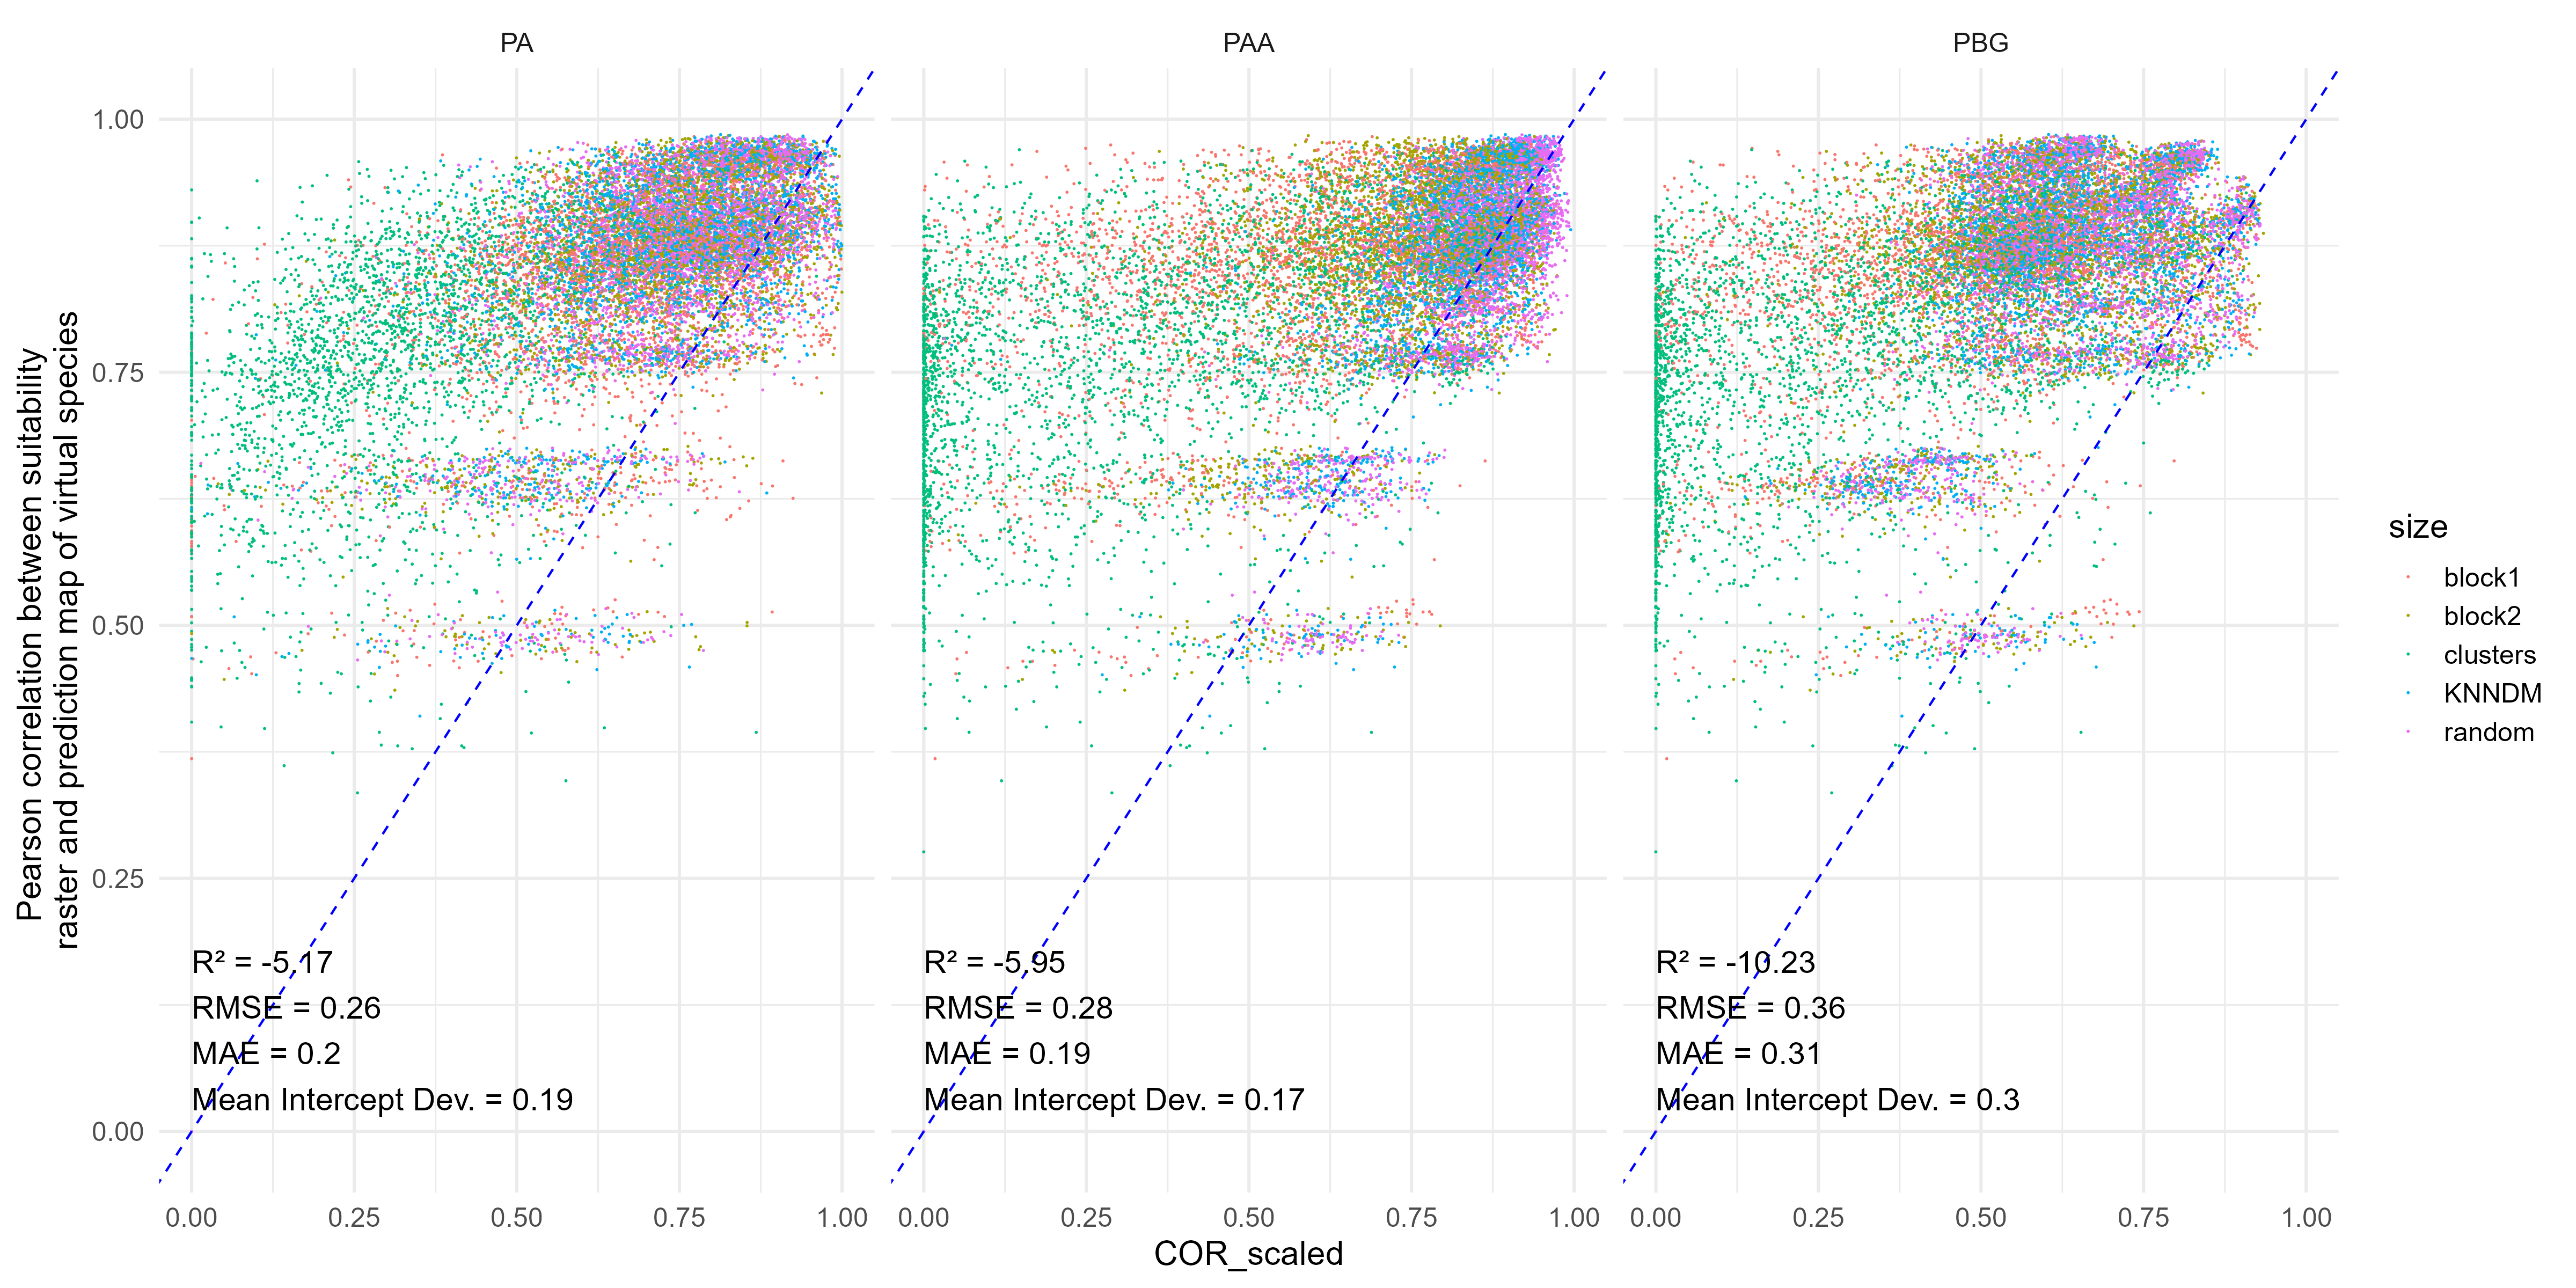 PA
PAA
PBG
Pearson correlation between suitability
raster and prediction map of virtual species
1.00
0.75
0.50
0.25
0.00
R² = -5.17
RMSE = 0.26
MAE = 0.2
Mean Intercept Dev. = 0.19
R² = -5.95
RMSE = 0.28
MAE = 0.19
Mean Intercept Dev. = 0.17
R² = -10.23
RMSE = 0.36
MAE = 0.31
Mean Intercept Dev. = 0.3
0.00 0.25 0.50 0.75 1.00
0.00 0.25 0.50 0.75 1.00
0.00 0.25 0.50 0.75 1.00
COR_scaled
size
block1
block2
clusters
KNNDM
random